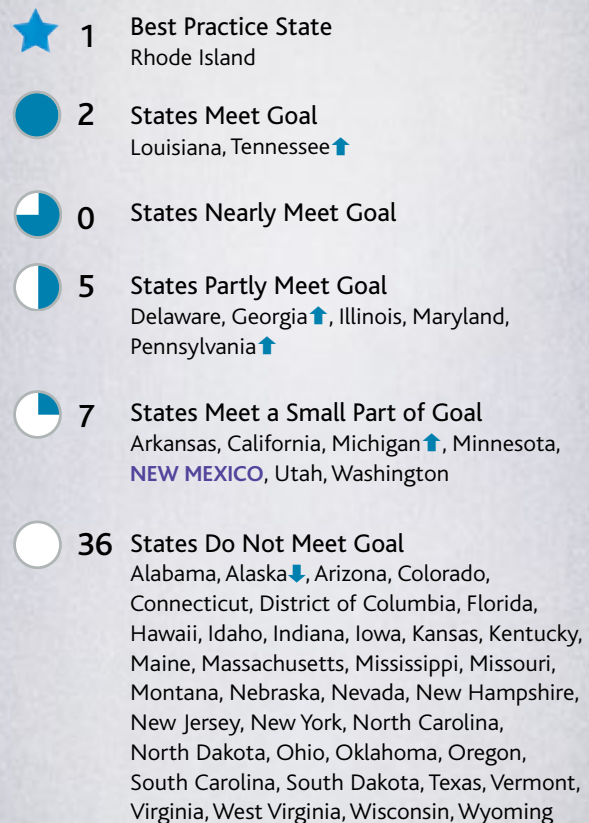 1 Best Practice State
Rhode Island
2 States Meet Goal
Louisiana, Tennessee⬆
0 States Nearly Meet Goal
5 States Partly Meet Goal
Delaware, Georgia⬆, Illinois, Maryland,
Pennsylvania⬆
7 States Meet a Small Part of Goal
Arkansas, California, Michigan⬆, Minnesota,
NEW MEXICO, Utah, Washington
36 States Do Not Meet Goal
Alabama, Alaska⬇, Arizona, Colorado,
Connecticut, District of Columbia, Florida,
Hawaii, Idaho, Indiana, Iowa, Kansas, Kentucky,
Maine, Massachusetts, Mississippi, Missouri,
Montana, Nebraska, Nevada, New Hampshire,
New Jersey, New York, North Carolina,
North Dakota, Ohio, Oklahoma, Oregon,
South Carolina, South Dakota, Texas, Vermont,
Virginia, West Virginia, Wisconsin, Wyoming